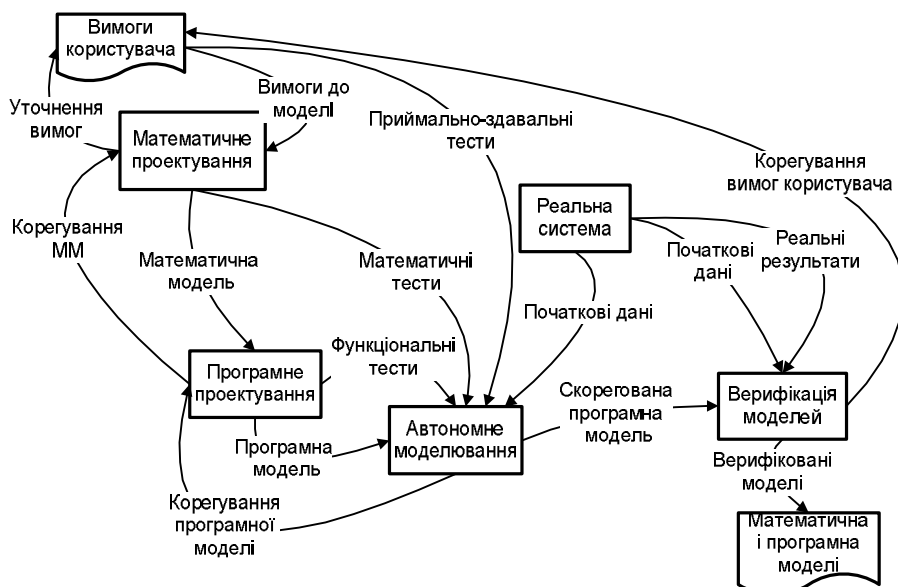 Вимоги
користувача
Уточнення
вимог
Вимоги до
моделі
Приймально-здавальні
тести
Математичне
проектування
Корегування
вимог користувача
Реальна
система
Корегування
ММ
Математична
модель
Математичні
тести
Початкові
дані
Реальні
результати
Початкові дані
Функціональні
тести
Програмне
проектування
Скорегована
програмна
модель
Верифікація
моделей
Автономне
моделювання
Програмна
модель
Верифіковані
моделі
Корегування
програмної
моделі
Математична
і програмна
моделі